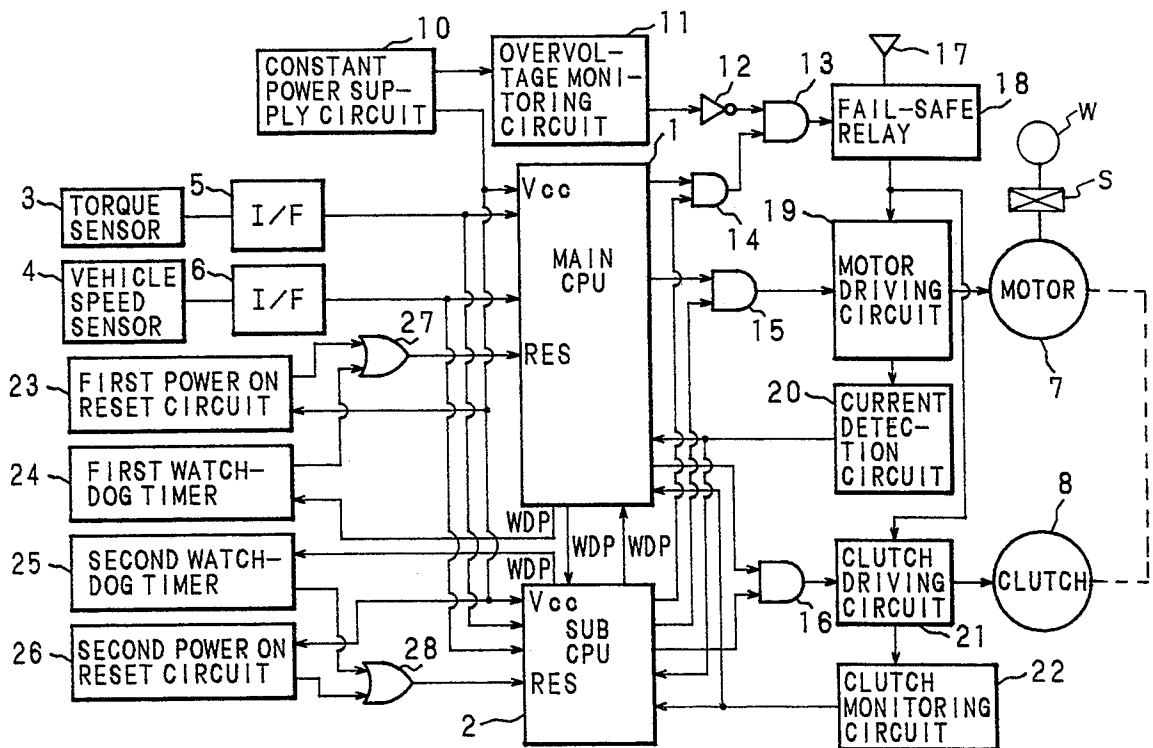 10
CONSTANT
POWER SUP-
PLY CIRCUIT
11
OVERVOL-
TAGE MONI-
TORING
CIRCUIT
12
13
17
FAIL-SAFE
RELAY
18
W
S
1
Vcc
MAIN
CPU
RES
14
15
3
TORQUE
SENSOR
5
I/F
4
VEHICLE
SPEED
SENSOR
6
I/F
27
19
MOTOR
DRIVING
CIRCUIT
MOTOR
7
23
FIRST POWER ON
RESET CIRCUIT
20
CURRENT
DETEC-
TION
CIRCUIT
24
FIRST WATCH-
DOG TIMER
WDP
WDP
WDP
WDP
25
SECOND WATCH-
DOG TIMER
8
CLUTCH
16
CLUTCH
DRIVING
CIRCUIT
21
Vcc
SUB
CPU
RES
2
26
SECOND POWER ON
RESET CIRCUIT
28
CLUTCH
MONITORING
CIRCUIT
22